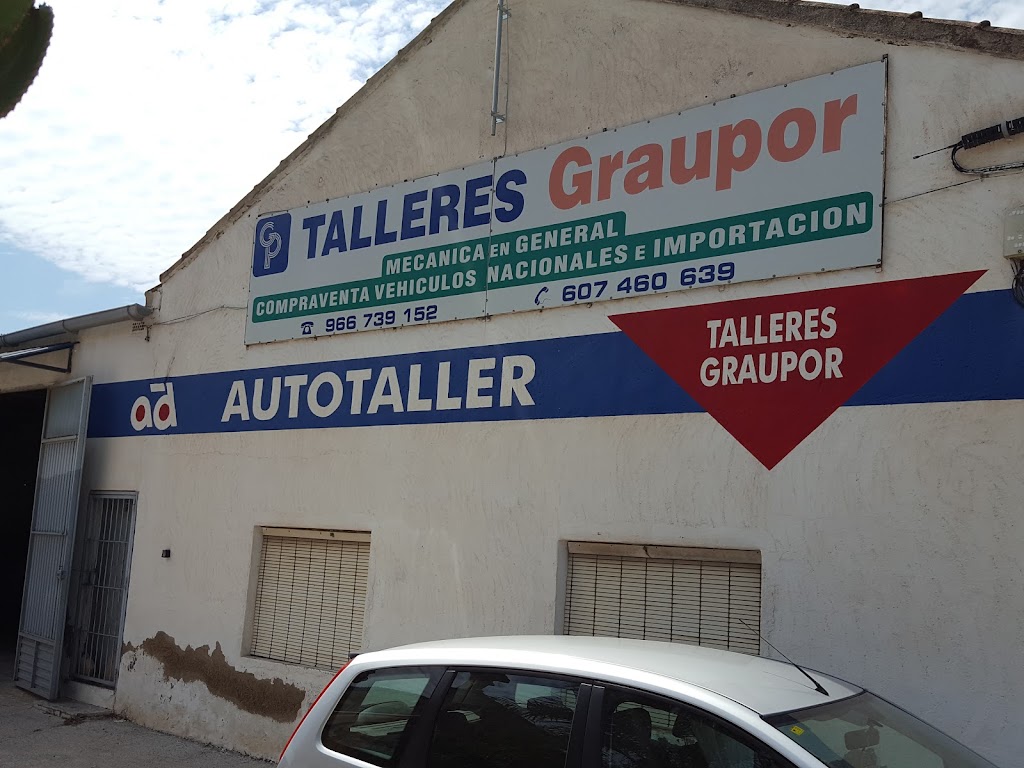 GP TALLERES Graupor
MECANICA EN GENERAL
COMPRAVENTA VEHICULOS NACIONALES E IMPORTACION
966 739 152
607 460 639
TALLERES
GRAUPOR
ad AUTOTALLER